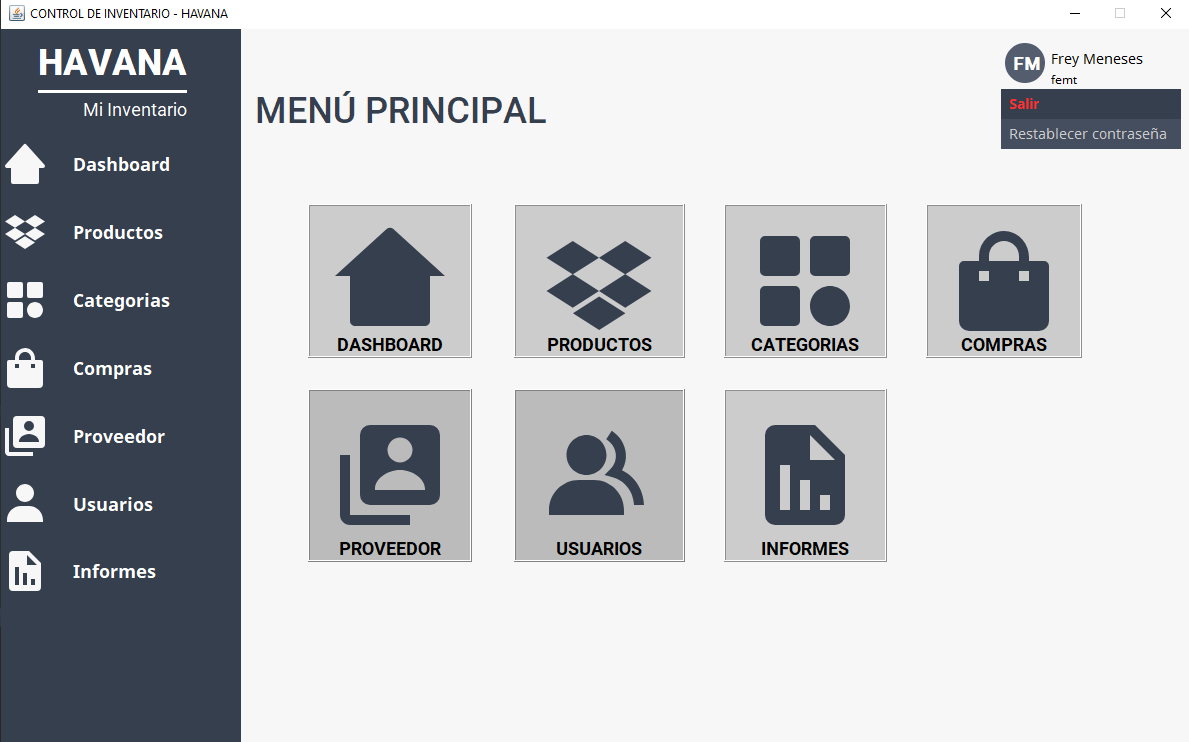 CONTROL DE INVENTARIO - HAVANA
HAVANA
Mi Inventario
Dashboard
Productos
Categorias
Compras
Proveedor
Usuarios
Informes
MENÚ PRINCIPAL
FM
Frey Meneses
femt
Salir
Restablecer contraseña
DASHBOARD
PRODUCTOS
CATEGORIAS
COMPRAS
PROVEEDOR
USUARIOS
INFORMES